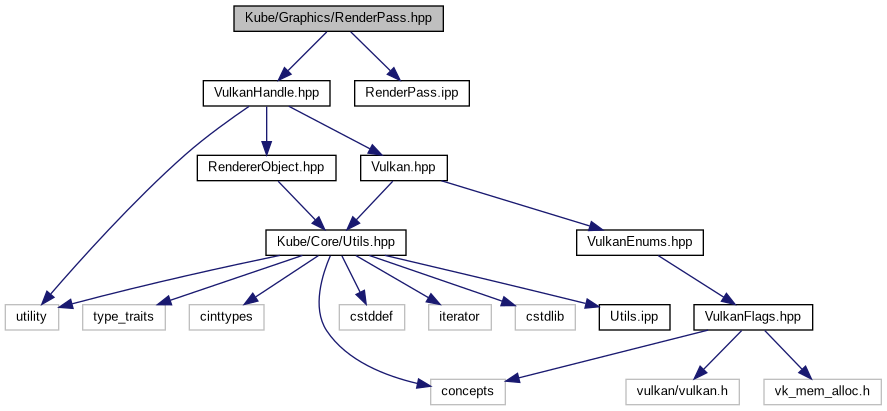 Kube/Graphics/RenderPass.hpp
VulkanHandle.hpp
RenderPass.ipp
RendererObject.hpp
Vulkan.hpp
Kube/Core/Utils.hpp
VulkanEnums.hpp
utility
type_traits
cinttypes
cstddef
iterator
cstdlib
Utils.ipp
VulkanFlags.hpp
concepts
vulkan/vulkan.h
vk_mem_alloc.h